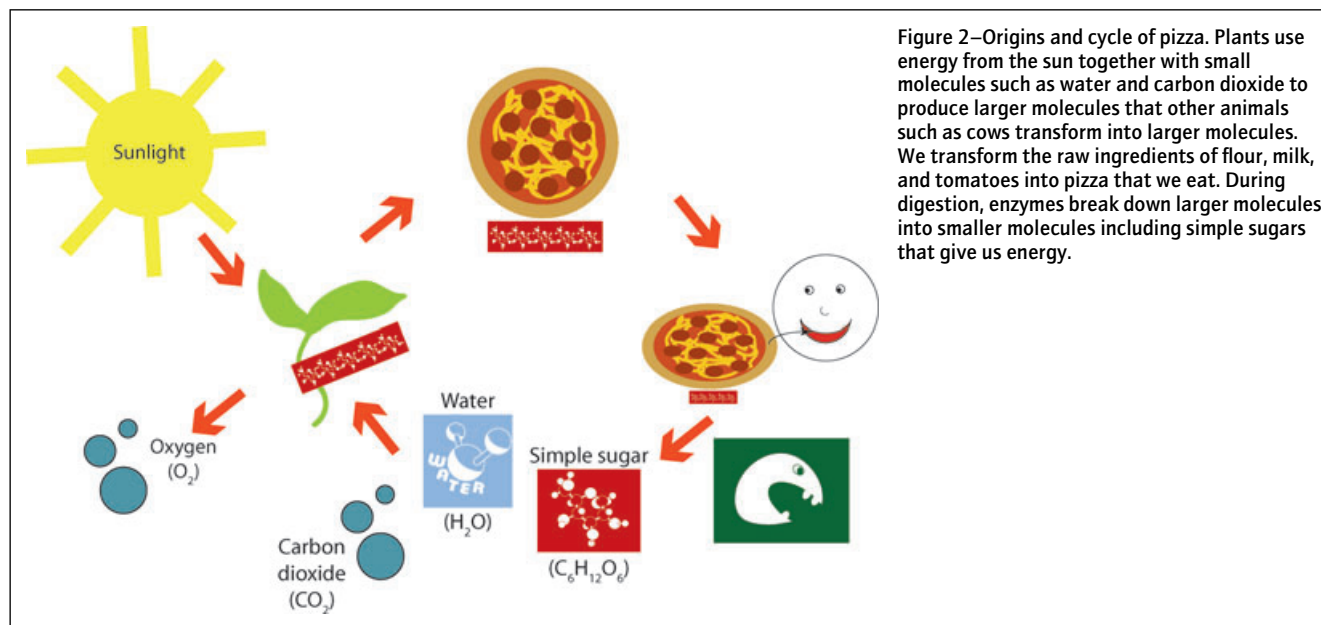 Sunlight
Oxygen
(O₂)
Carbon
dioxide
(CO₂)
Water
WATER
(H₂O)
Simple sugar
(C₆H₁₂O₆)
Figure 2–Origins and cycle of pizza. Plants use
energy from the sun together with small
molecules such as water and carbon dioxide to
produce larger molecules that other animals
such as cows transform into larger molecules.
We transform the raw ingredients of flour, milk,
and tomatoes into pizza that we eat. During
digestion, enzymes break down larger molecules
into smaller molecules including simple sugars
that give us energy.